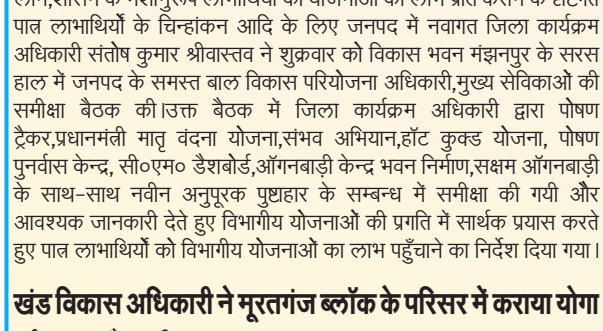 पात्र लाभार्थियों के चिन्हांकन आदि के लिए जनपद में नवागत जिला कार्यक्रम
अधिकारी संतोष कुमार श्रीवास्तव ने शुक्रवार को विकास भवन मंझनपुर के सरस
हाल में जनपद के समस्त बाल विकास परियोजना अधिकारी,मुख्य सेविकाओं की
समीक्षा बैठक की।उक्त बैठक में जिला कार्यक्रम अधिकारी द्वारा पोषण
ट्रैकर,प्रधानमंत्री मातृ वंदना योजना,संभव अभियान,हॉट कुक्ड योजना, पोषण
पुनर्वास केन्द्र, सी०एम० डैशबोर्ड,ऑगनबाड़ी केन्द्र भवन निर्माण,सक्षम ऑगनबाड़ी
के साथ-साथ नवीन अनुपूरक पुष्टाहार के सम्बन्ध में समीक्षा की गयी और
आवश्यक जानकारी देते हुए विभागीय योजनाओं की प्रगति में सार्थक प्रयास करते
हुए पात्र लाभार्थियों को विभागीय योजनाओं का लाभ पहुँचाने का निर्देश दिया गया।
खंड विकास अधिकारी ने मूरतगंज ब्लॉक के परिसर में कराया योगा